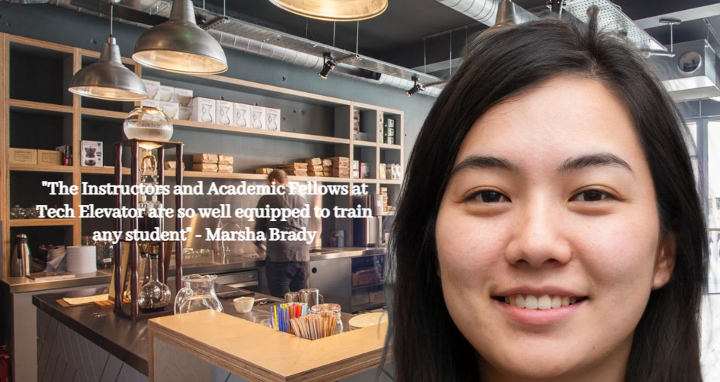 "The Instructors and Academic Fellows at
Tech Elevator are so well equipped to train
any student" - Marsha Brady